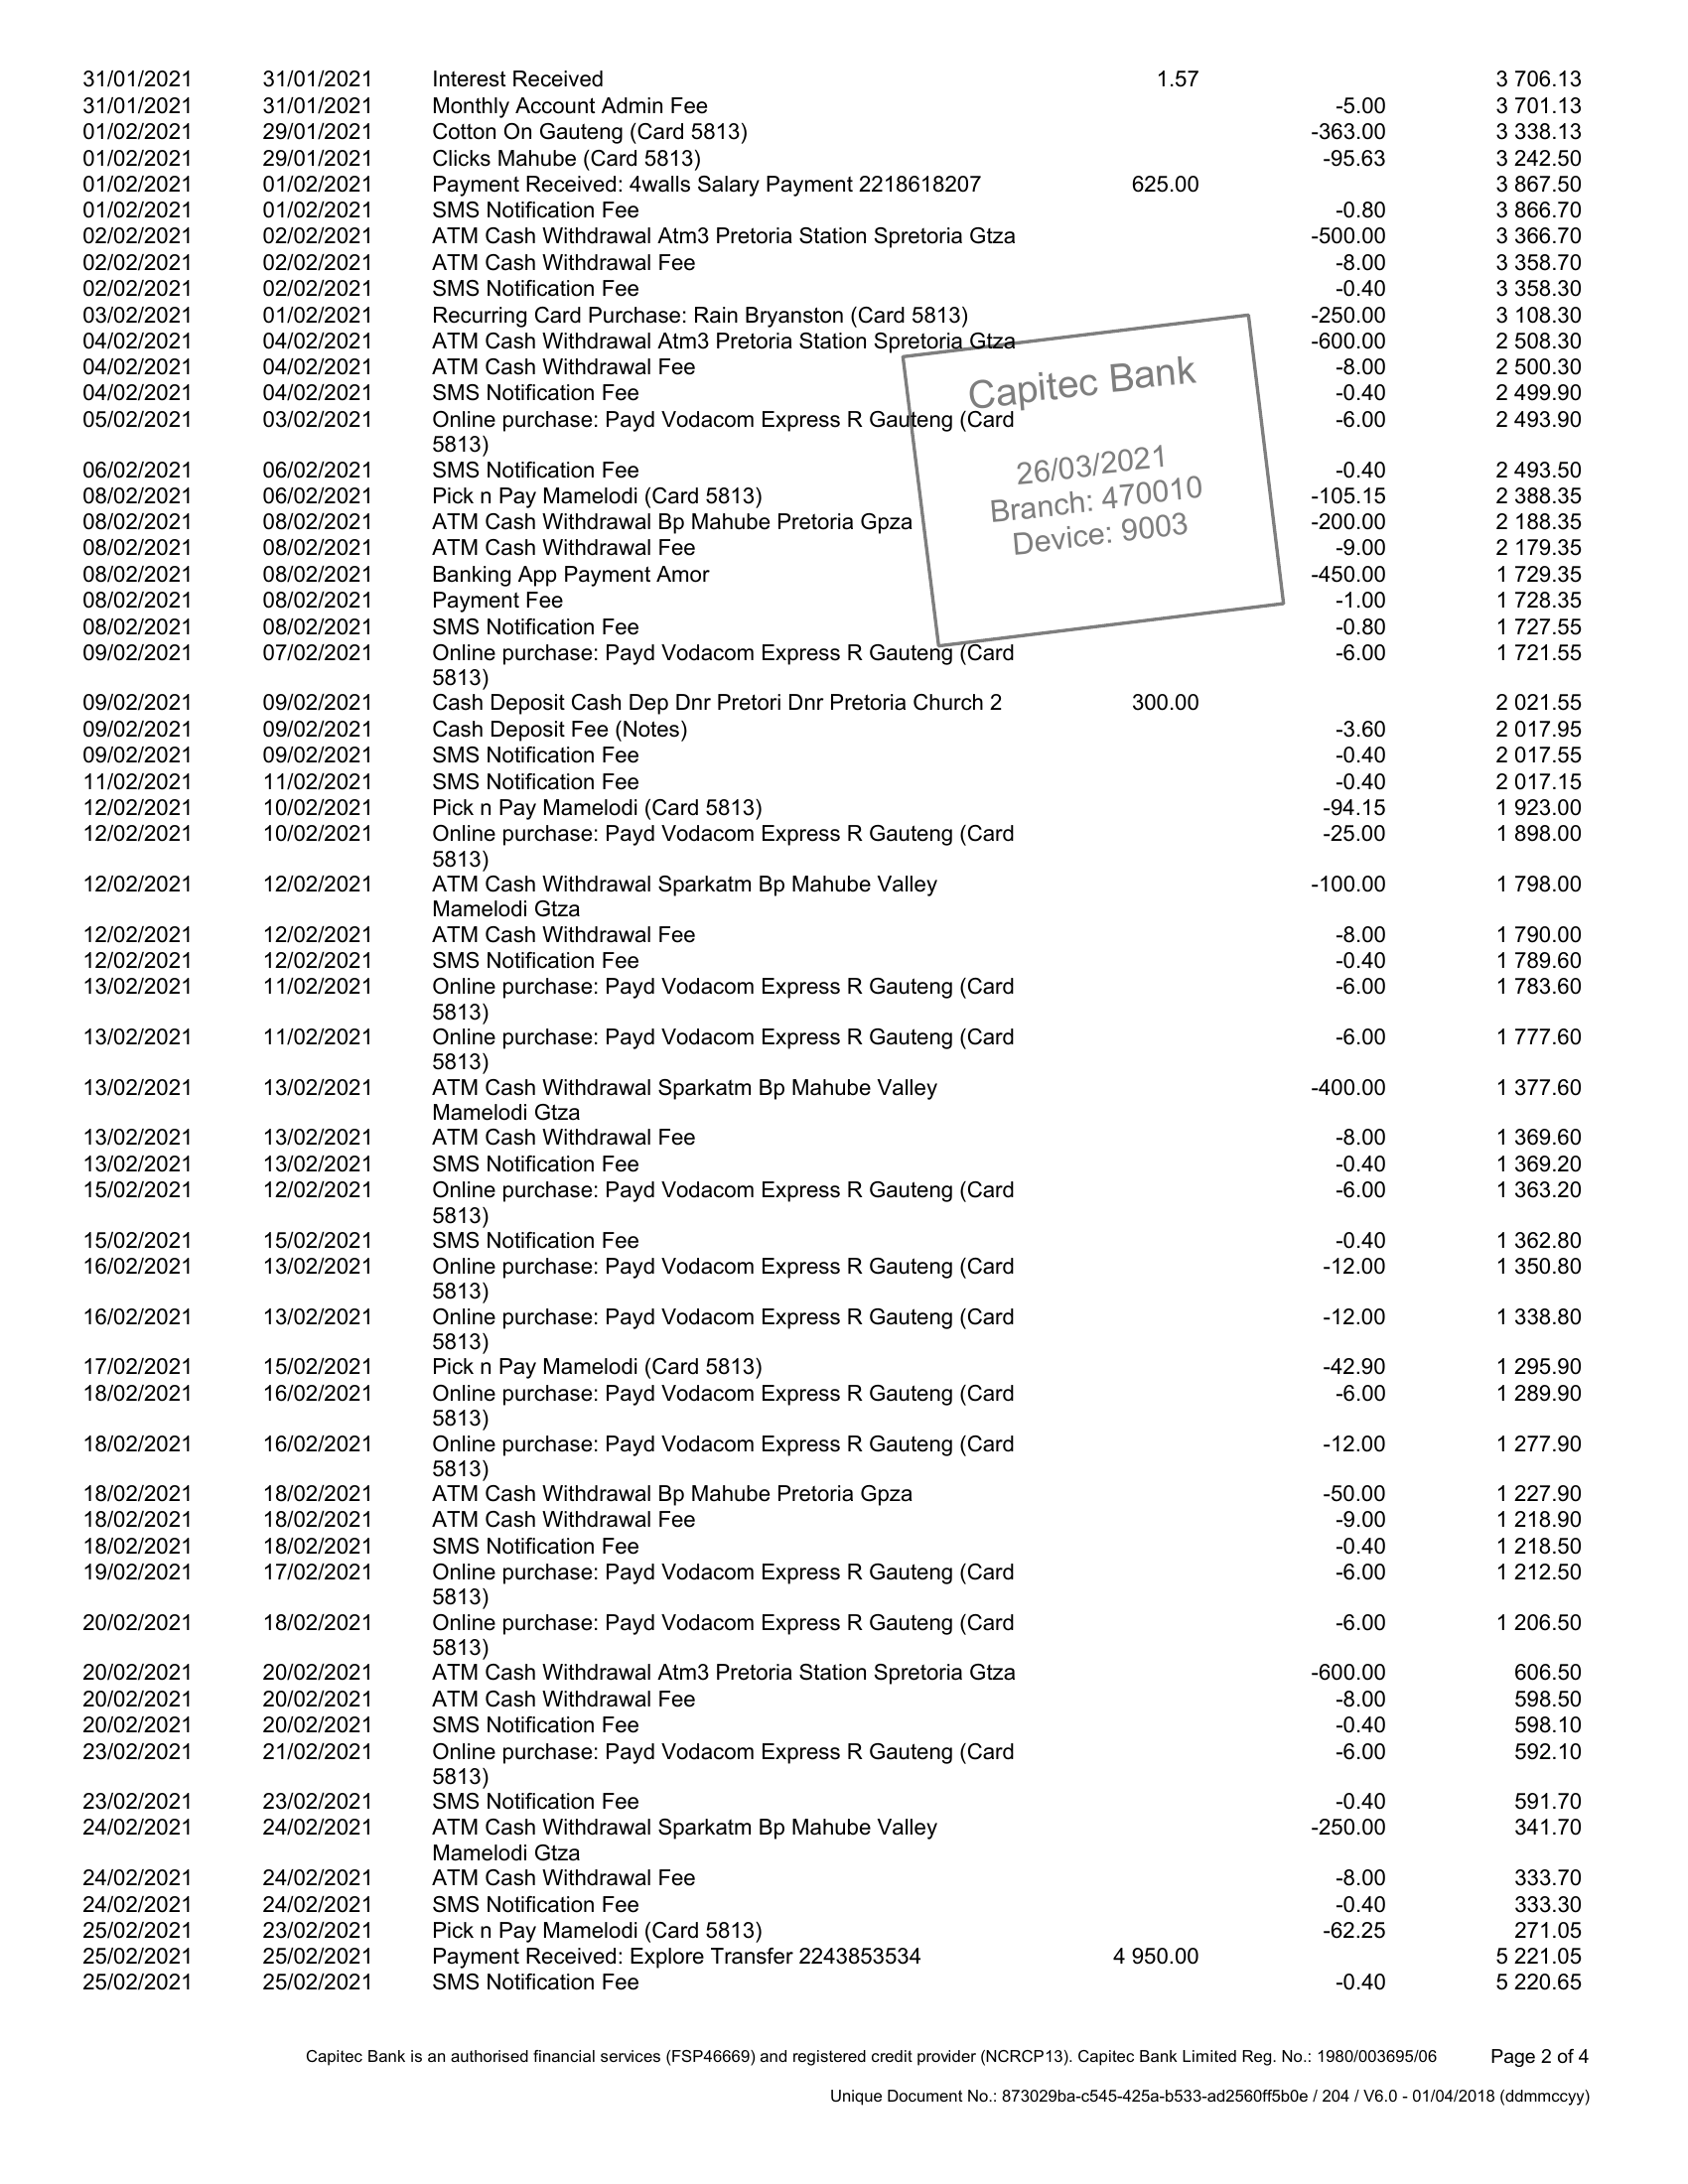 31/01/2021 31/01/2021 Interest Received 1.57 3 706.13
31/01/2021 31/01/2021 Monthly Account Admin Fee -5.00 3 701.13
01/02/2021 29/01/2021 Cotton On Gauteng (Card 5813) -363.00 3 338.13
01/02/2021 29/01/2021 Clicks Mahube (Card 5813) -95.63 3 242.50
01/02/2021 01/02/2021 Payment Received: 4walls Salary Payment 2218618207 625.00 3 867.50
01/02/2021 01/02/2021 SMS Notification Fee -0.80 3 866.70
02/02/2021 02/02/2021 ATM Cash Withdrawal Atm3 Pretoria Station Spretoria Gtza -500.00 3 366.70
02/02/2021 02/02/2021 ATM Cash Withdrawal Fee -8.00 3 358.70
02/02/2021 02/02/2021 SMS Notification Fee -0.40 3 358.30
03/02/2021 01/02/2021 Recurring Card Purchase: Rain Bryanston (Card 5813) -250.00 3 108.30
04/02/2021 04/02/2021 ATM Cash Withdrawal Atm3 Pretoria Station Spretoria Gtza -600.00 2 508.30
04/02/2021 04/02/2021 ATM Cash Withdrawal Fee -8.00 2 500.30
04/02/2021 04/02/2021 SMS Notification Fee -0.40 2 499.90
05/02/2021 03/02/2021 Online purchase: Payd Vodacom Express R Gauteng (Card -6.00 2 493.90
5813)
06/02/2021 06/02/2021 SMS Notification Fee -0.40 2 493.50
08/02/2021 06/02/2021 Pick n Pay Mamelodi (Card 5813) -105.15 2 388.35
08/02/2021 08/02/2021 ATM Cash Withdrawal Bp Mahube Pretoria Gpza -200.00 2 188.35
08/02/2021 08/02/2021 ATM Cash Withdrawal Fee -9.00 2 179.35
08/02/2021 08/02/2021 Banking App Payment Amor -450.00 1 729.35
08/02/2021 08/02/2021 Payment Fee -1.00 1 728.35
08/02/2021 08/02/2021 SMS Notification Fee -0.80 1 727.55
09/02/2021 07/02/2021 Online purchase: Payd Vodacom Express R Gauteng (Card -6.00 1 721.55
5813)
Capitec Bank
26/03/2021
Branch: 470010
Device: 9003
09/02/2021 09/02/2021 Cash Deposit Cash Dep Dnr Pretori Dnr Pretoria Church 2 300.00 2 021.55
09/02/2021 09/02/2021 Cash Deposit Fee (Notes) -3.60 2 017.95
09/02/2021 09/02/2021 SMS Notification Fee -0.40 2 017.55
11/02/2021 11/02/2021 SMS Notification Fee -0.40 2 017.15
12/02/2021 10/02/2021 Pick n Pay Mamelodi (Card 5813) -94.15 1 923.00
12/02/2021 10/02/2021 Online purchase: Payd Vodacom Express R Gauteng (Card -25.00 1 898.00
5813)
12/02/2021 12/02/2021 ATM Cash Withdrawal Sparkatm Bp Mahube Valley -100.00 1 798.00
Mamelodi Gtza
12/02/2021 12/02/2021 ATM Cash Withdrawal Fee -8.00 1 790.00
12/02/2021 12/02/2021 SMS Notification Fee -0.40 1 789.60
13/02/2021 11/02/2021 Online purchase: Payd Vodacom Express R Gauteng (Card -6.00 1 783.60
5813)
13/02/2021 11/02/2021 Online purchase: Payd Vodacom Express R Gauteng (Card -6.00 1 777.60
5813)
13/02/2021 13/02/2021 ATM Cash Withdrawal Sparkatm Bp Mahube Valley -400.00 1 377.60
Mamelodi Gtza
13/02/2021 13/02/2021 ATM Cash Withdrawal Fee -8.00 1 369.60
13/02/2021 13/02/2021 SMS Notification Fee -0.40 1 369.20
15/02/2021 12/02/2021 Online purchase: Payd Vodacom Express R Gauteng (Card -6.00 1 363.20
5813)
15/02/2021 15/02/2021 SMS Notification Fee -0.40 1 362.80
16/02/2021 13/02/2021 Online purchase: Payd Vodacom Express R Gauteng (Card -12.00 1 350.80
5813)
16/02/2021 13/02/2021 Online purchase: Payd Vodacom Express R Gauteng (Card -12.00 1 338.80
5813)
17/02/2021 15/02/2021 Pick n Pay Mamelodi (Card 5813) -42.90 1 295.90
18/02/2021 16/02/2021 Online purchase: Payd Vodacom Express R Gauteng (Card -6.00 1 289.90
5813)
18/02/2021 16/02/2021 Online purchase: Payd Vodacom Express R Gauteng (Card -12.00 1 277.90
5813)
18/02/2021 18/02/2021 ATM Cash Withdrawal Bp Mahube Pretoria Gpza -50.00 1 227.90
18/02/2021 18/02/2021 ATM Cash Withdrawal Fee -9.00 1 218.90
18/02/2021 18/02/2021 SMS Notification Fee -0.40 1 218.50
19/02/2021 17/02/2021 Online purchase: Payd Vodacom Express R Gauteng (Card -6.00 1 212.50
5813)
20/02/2021 18/02/2021 Online purchase: Payd Vodacom Express R Gauteng (Card -6.00 1 206.50
5813)
20/02/2021 20/02/2021 ATM Cash Withdrawal Atm3 Pretoria Station Spretoria Gtza -600.00 606.50
20/02/2021 20/02/2021 ATM Cash Withdrawal Fee -8.00 598.50
20/02/2021 20/02/2021 SMS Notification Fee -0.40 598.10
23/02/2021 21/02/2021 Online purchase: Payd Vodacom Express R Gauteng (Card -6.00 592.10
5813)
23/02/2021 23/02/2021 SMS Notification Fee -0.40 591.70
24/02/2021 24/02/2021 ATM Cash Withdrawal Sparkatm Bp Mahube Valley -250.00 341.70
Mamelodi Gtza
24/02/2021 24/02/2021 ATM Cash Withdrawal Fee -8.00 333.70
24/02/2021 24/02/2021 SMS Notification Fee -0.40 333.30
25/02/2021 23/02/2021 Pick n Pay Mamelodi (Card 5813) -62.25 271.05
25/02/2021 25/02/2021 Payment Received: Explore Transfer 2243853534 4 950.00 5 221.05
25/02/2021 25/02/2021 SMS Notification Fee -0.40 5 220.65
Capitec Bank is an authorised financial services (FSP46669) and registered credit provider (NCRCP13). Capitec Bank Limited Reg. No.: 1980/003695/06 Page 2 of 4
Unique Document No.: 873029ba-c545-425a-b533-ad2560ff5b0e / 204 / V6.0 - 01/04/2018 (ddmmccyy)